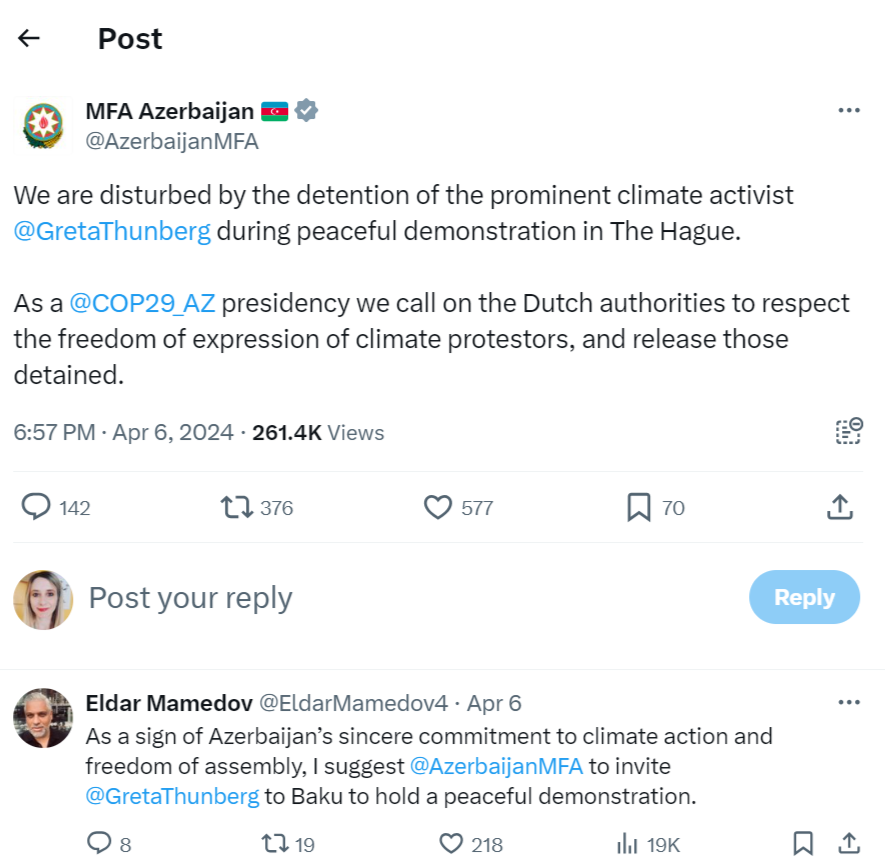 Post
MFA Azerbaijan 🇦🇿
@AzerbaijanMFA
We are disturbed by the detention of the prominent climate activist
@GretaThunberg during peaceful demonstration in The Hague.
As a @COP29_AZ presidency we call on the Dutch authorities to respect
the freedom of expression of climate protestors, and release those
detained.
6:57 PM · Apr 6, 2024 · 261.4K Views
142 376 577 70
Post your reply
Reply
Eldar Mamedov @EldarMamedov4 · Apr 6
As a sign of Azerbaijan’s sincere commitment to climate action and
freedom of assembly, I suggest @AzerbaijanMFA to invite
@GretaThunberg to Baku to hold a peaceful demonstration.
8 19 218 19K